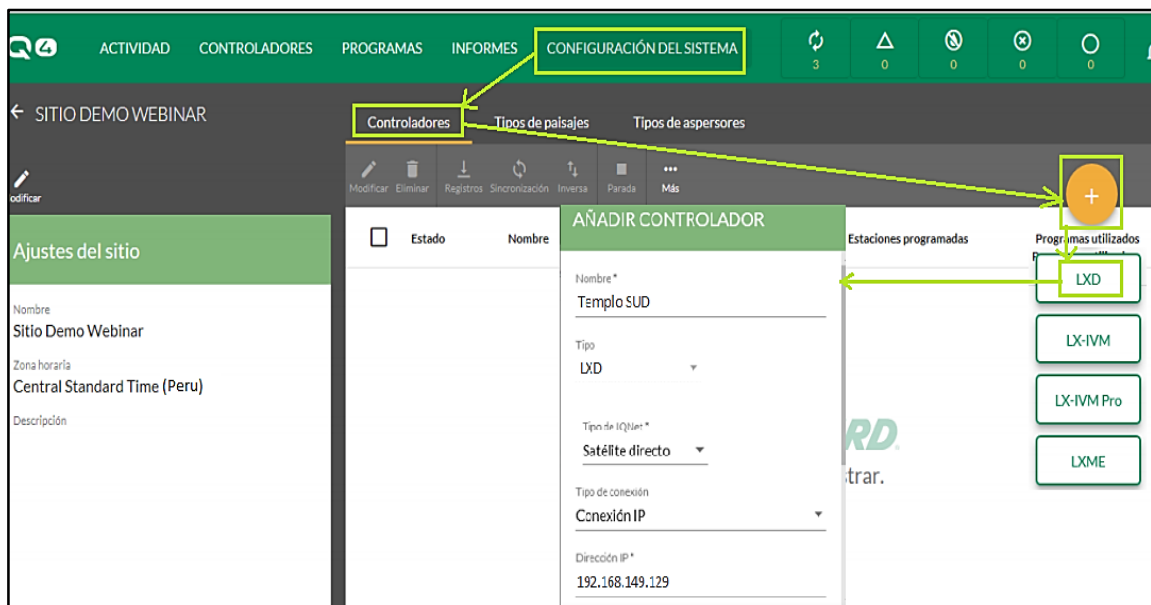 Q4 ACTIVIDAD CONTROLADORES PROGRAMAS INFORMES CONFIGURACIÓN DEL SISTEMA
3 0 0 0 0
SITIO DEMO WEBINAR
Controladores Tipos de paisajes Tipos de aspersores
odificar
Modificar Eliminar Registros Sincronización Inversa Parada Más
+
Ajustes del sitio
Estado Nombre
Estaciones programadas Programas utilizados
Nombre
Sitio Demo Webinar
Zona horaria
Central Standard Time (Peru)
Descripción
AÑADIR CONTROLADOR
Nombre*
Templo SUD
Tipo
LXD
Tipo de IQNet*
Satélite directo
Tipo de conexión
Conexión IP
Dirección IP*
192.168.149.129
RD.
trar.
LXD
LX-IVM
LX-IVM Pro
LXME